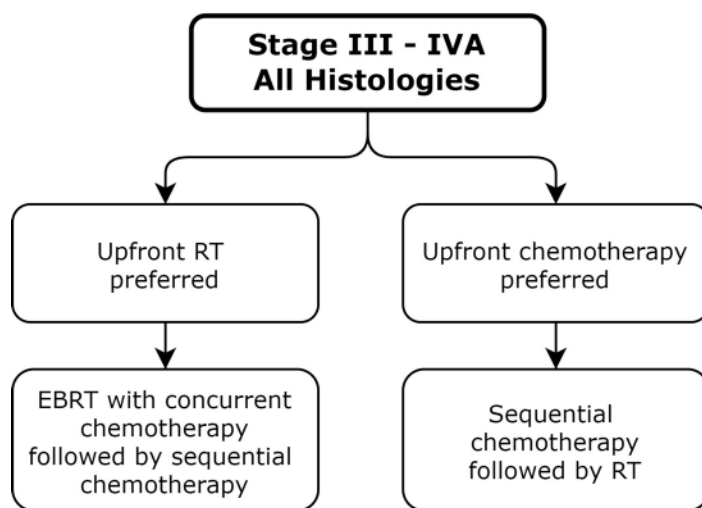 Stage III - IVA
All Histologies
Upfront RT
preferred
Upfront chemotherapy
preferred
EBRT with concurrent
chemotherapy
followed by sequential
chemotherapy
Sequential
chemotherapy
followed by RT